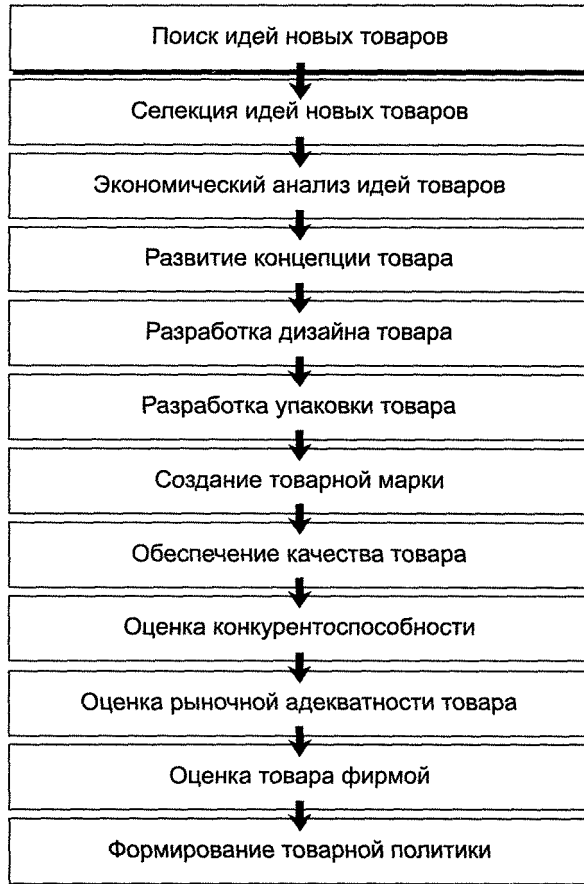 Поиск идей новых товаров
Селекция идей новых товаров
Экономический анализ идей товаров
Развитие концепции товара
Разработка дизайна товара
Разработка упаковки товара
Создание товарной марки
Обеспечение качества товара
Оценка конкурентоспособности
Оценка рыночной адекватности товара
Оценка товара фирмой
Формирование товарной политики